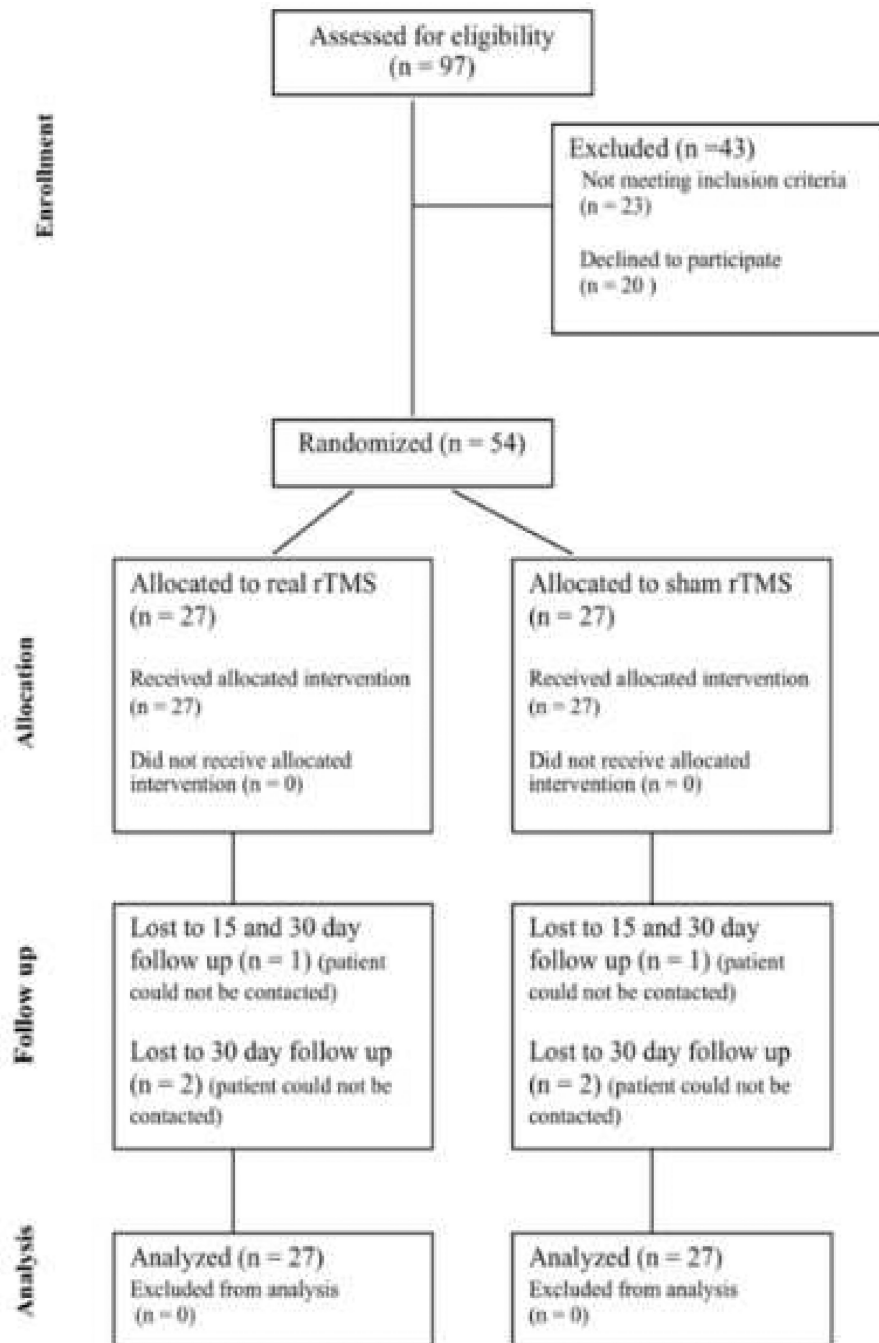 Assessed for eligibility
(n = 97)
Enrollment
Excluded (n =43)
Not meeting inclusion criteria
(n = 23)
Declined to participate
(n = 20 )
Randomized (n = 54)
Allocation
Allocated to real rTMS
(n = 27)
Received allocated intervention
(n = 27)
Did not receive allocated
intervention (n = 0)
Allocated to sham rTMS
(n = 27)
Received allocated intervention
(n = 27)
Did not receive allocated
intervention (n = 0)
Follow up
Lost to 15 and 30 day
follow up (n = 1) (patient
could not be contacted)
Lost to 30 day follow up
(n = 2) (patient could not be
contacted)
Lost to 15 and 30 day
follow up (n = 1) (patient
could not be contacted)
Lost to 30 day follow up
(n = 2) (patient could not be
contacted)
Analysis
Analyzed (n = 27)
Excluded from analysis
(n = 0)
Analyzed (n = 27)
Excluded from analysis
(n = 0)